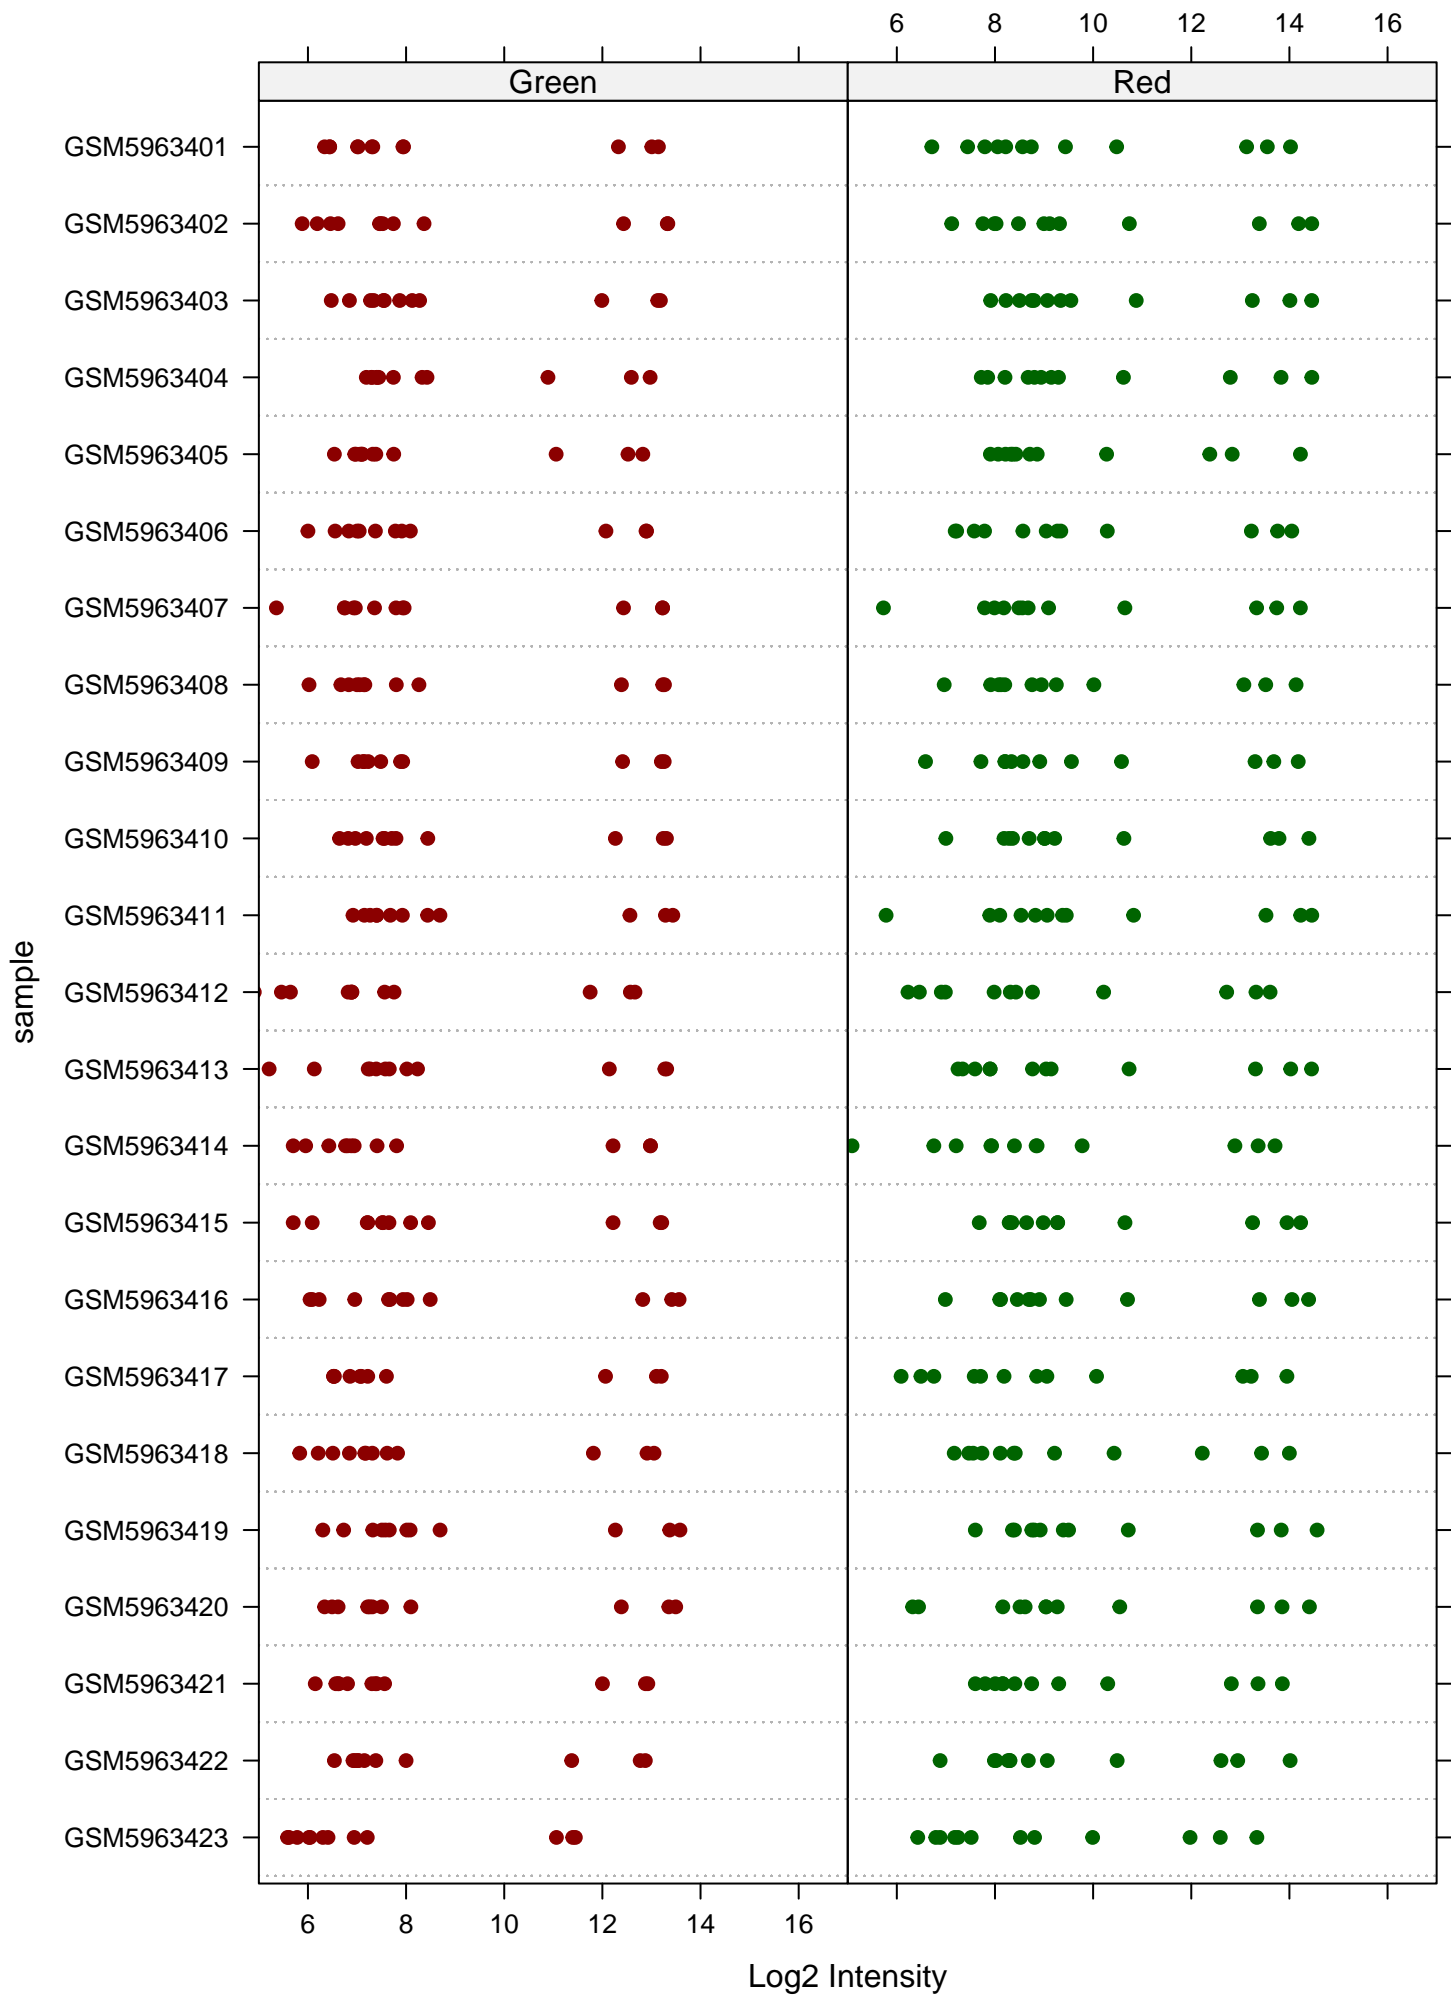 6 8 10 12 14 16
Green Red
GSM5963401
GSM5963402
GSM5963403
GSM5963404
GSM5963405
GSM5963406
GSM5963407
GSM5963408
GSM5963409
GSM5963410
GSM5963411
GSM5963412
GSM5963413
GSM5963414
GSM5963415
GSM5963416
GSM5963417
GSM5963418
GSM5963419
GSM5963420
GSM5963421
GSM5963422
GSM5963423
sample
6 8 10 12 14 16
Log2 Intensity